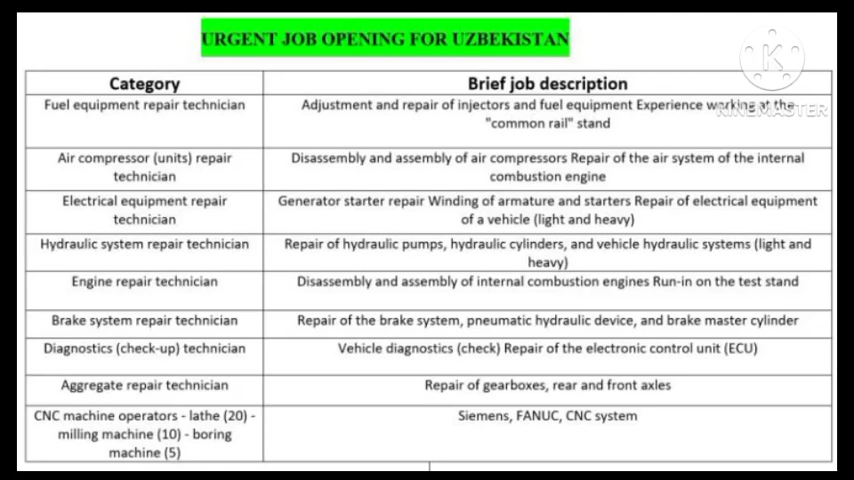 URGENT JOB OPENING FOR UZBEKISTAN
K
KINEMASTER
Category
Brief job description
Fuel equipment repair technician
Adjustment and repair of injectors and fuel equipment Experience working at the
"common rail" stand
Air compressor (units) repair
technician
Disassembly and assembly of air compressors Repair of the air system of the internal
combustion engine
Electrical equipment repair
technician
Generator starter repair Winding of armature and starters Repair of electrical equipment
of a vehicle (light and heavy)
Hydraulic system repair technician
Repair of hydraulic pumps, hydraulic cylinders, and vehicle hydraulic systems (light and
heavy)
Engine repair technician
Disassembly and assembly of internal combustion engines Run-in on the test stand
Brake system repair technician
Repair of the brake system, pneumatic hydraulic device, and brake master cylinder
Diagnostics (check-up) technician
Vehicle diagnostics (check) Repair of the electronic control unit (ECU)
Aggregate repair technician
Repair of gearboxes, rear and front axles
CNC machine operators - lathe (20) -
milling machine (10) - boring
machine (5)
Siemens, FANUC, CNC system